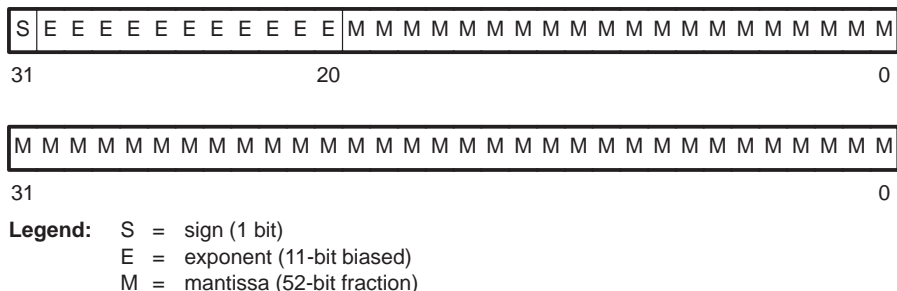 S E E E E E E E E E E E M M M M M M M M M M M M M M M M M M M M
31 20 0
M M M M M M M M M M M M M M M M M M M M M M M M M M M M M M M M
31 0
Legend: S = sign (1 bit)
E = exponent (11-bit biased)
M = mantissa (52-bit fraction)